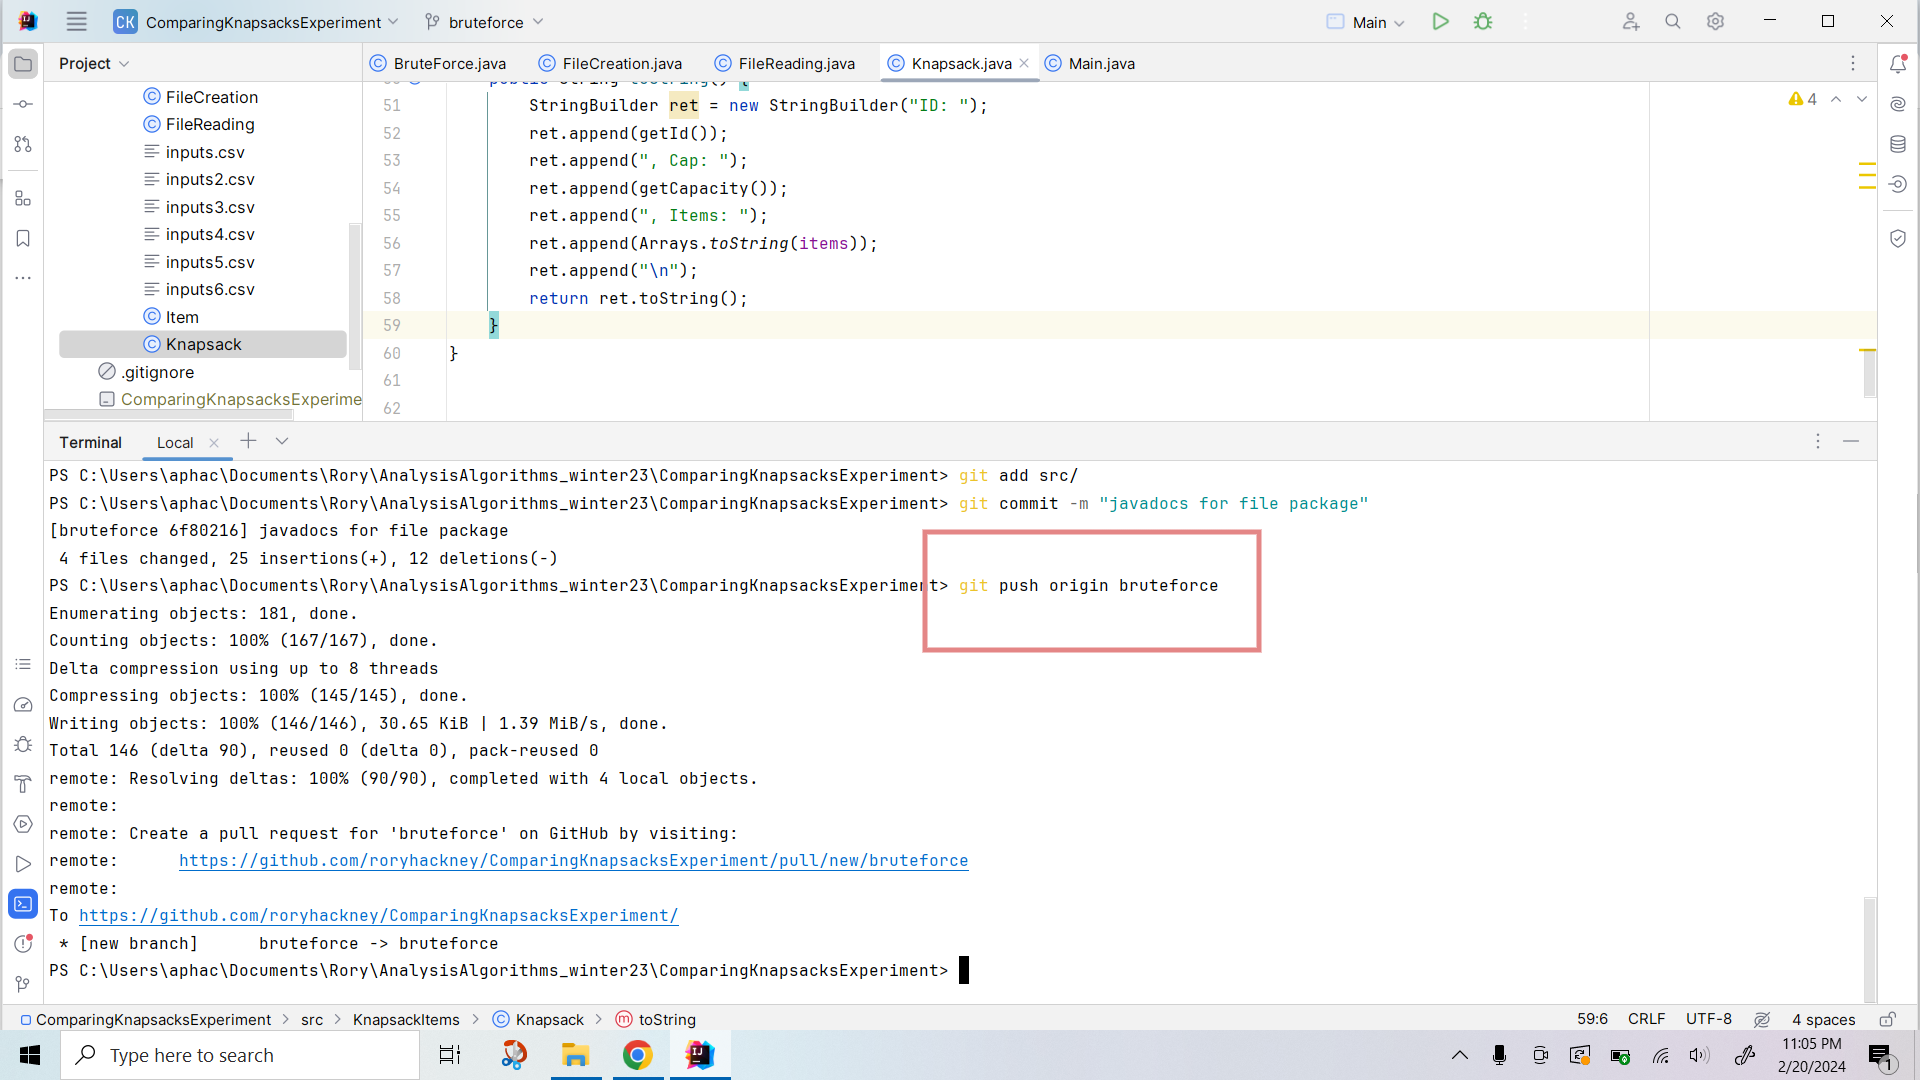 CK ComparingKnapsacksExperiment bruteforce Main
Project
BruteForce.java FileCreation.java FileReading.java Knapsack.java Main.java
FileCreation
FileReading
inputs.csv
inputs2.csv
inputs3.csv
inputs4.csv
inputs5.csv
inputs6.csv
Item
Knapsack
.gitignore
ComparingKnapsacksExperime
4
51 StringBuilder ret = new StringBuilder("ID: ");
52 ret.append(getId());
53 ret.append(", Cap: ");
54 ret.append(getCapacity());
55 ret.append(", Items: ");
56 ret.append(Arrays.toString(items));
57 ret.append("\n");
58 return ret.toString();
59 }
60 }
61
62
Terminal Local
PS C:\Users\aphac\Documents\Rory\AnalysisAlgorithms_winter23\ComparingKnapsacksExperiment> git add src/
PS C:\Users\aphac\Documents\Rory\AnalysisAlgorithms_winter23\ComparingKnapsacksExperiment> git commit -m "javadocs for file package"
[bruteforce 6f80216] javadocs for file package
4 files changed, 25 insertions(+), 12 deletions(-)
PS C:\Users\aphac\Documents\Rory\AnalysisAlgorithms_winter23\ComparingKnapsacksExperiment> git push origin bruteforce
Enumerating objects: 181, done.
Counting objects: 100% (167/167), done.
Delta compression using up to 8 threads
Compressing objects: 100% (145/145), done.
Writing objects: 100% (146/146), 30.65 KiB | 1.39 MiB/s, done.
Total 146 (delta 90), reused 0 (delta 0), pack-reused 0
remote: Resolving deltas: 100% (90/90), completed with 4 local objects.
remote:
remote: Create a pull request for 'bruteforce' on GitHub by visiting:
remote: https://github.com/roryhackney/ComparingKnapsacksExperiment/pull/new/bruteforce
remote:
To https://github.com/roryhackney/ComparingKnapsacksExperiment/
* [new branch] bruteforce -> bruteforce
PS C:\Users\aphac\Documents\Rory\AnalysisAlgorithms_winter23\ComparingKnapsacksExperiment>
ComparingKnapsacksExperiment > src > KnapsackItems > Knapsack > toString 59:6 CRLF UTF-8 4 spaces
Type here to search
11:05 PM
2/20/2024
1